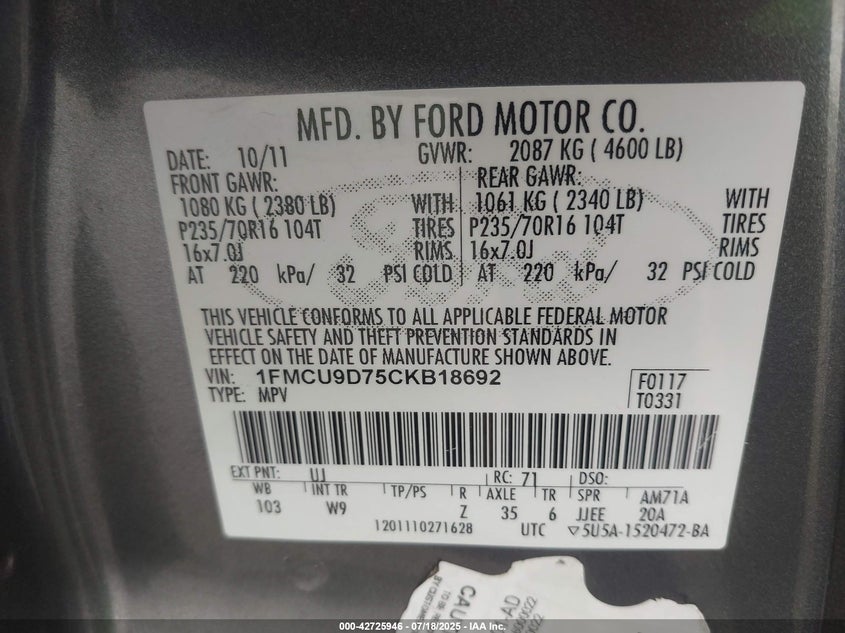 MFD. BY FORD MOTOR CO.
DATE: 10/11 GVWR: 2087 KG ( 4600 LB)
FRONT GAWR: REAR GAWR:
1080 KG ( 2380 LB) WITH 1061 KG ( 2340 LB) WITH
P235/70R16 104T TIRES P235/70R16 104T TIRES
16x7.0J RIMS 16x7.0J RIMS
AT 220 kPa/ 32 PSI COLD AT 220 kPa/ 32 PSI COLD
THIS VEHICLE CONFORMS TO ALL APPLICABLE FEDERAL MOTOR
VEHICLE SAFETY AND THEFT PREVENTION STANDARDS IN
EFFECT ON THE DATE OF MANUFACTURE SHOWN ABOVE.
VIN: 1FMCU9D75CKB18692 F0117
TYPE: MPV T0331
EXT PNT: UJ RC: 71 DSO:
WB INT TR TP/PS R AXLE TR SPR AM71A
103 W9 Z 35 6 JJEE 20A
1201110271628 UTC ▽5U5A-1520472-BA
CAU
AD
000-42725946 - 07/18/2025 - IAA Inc.